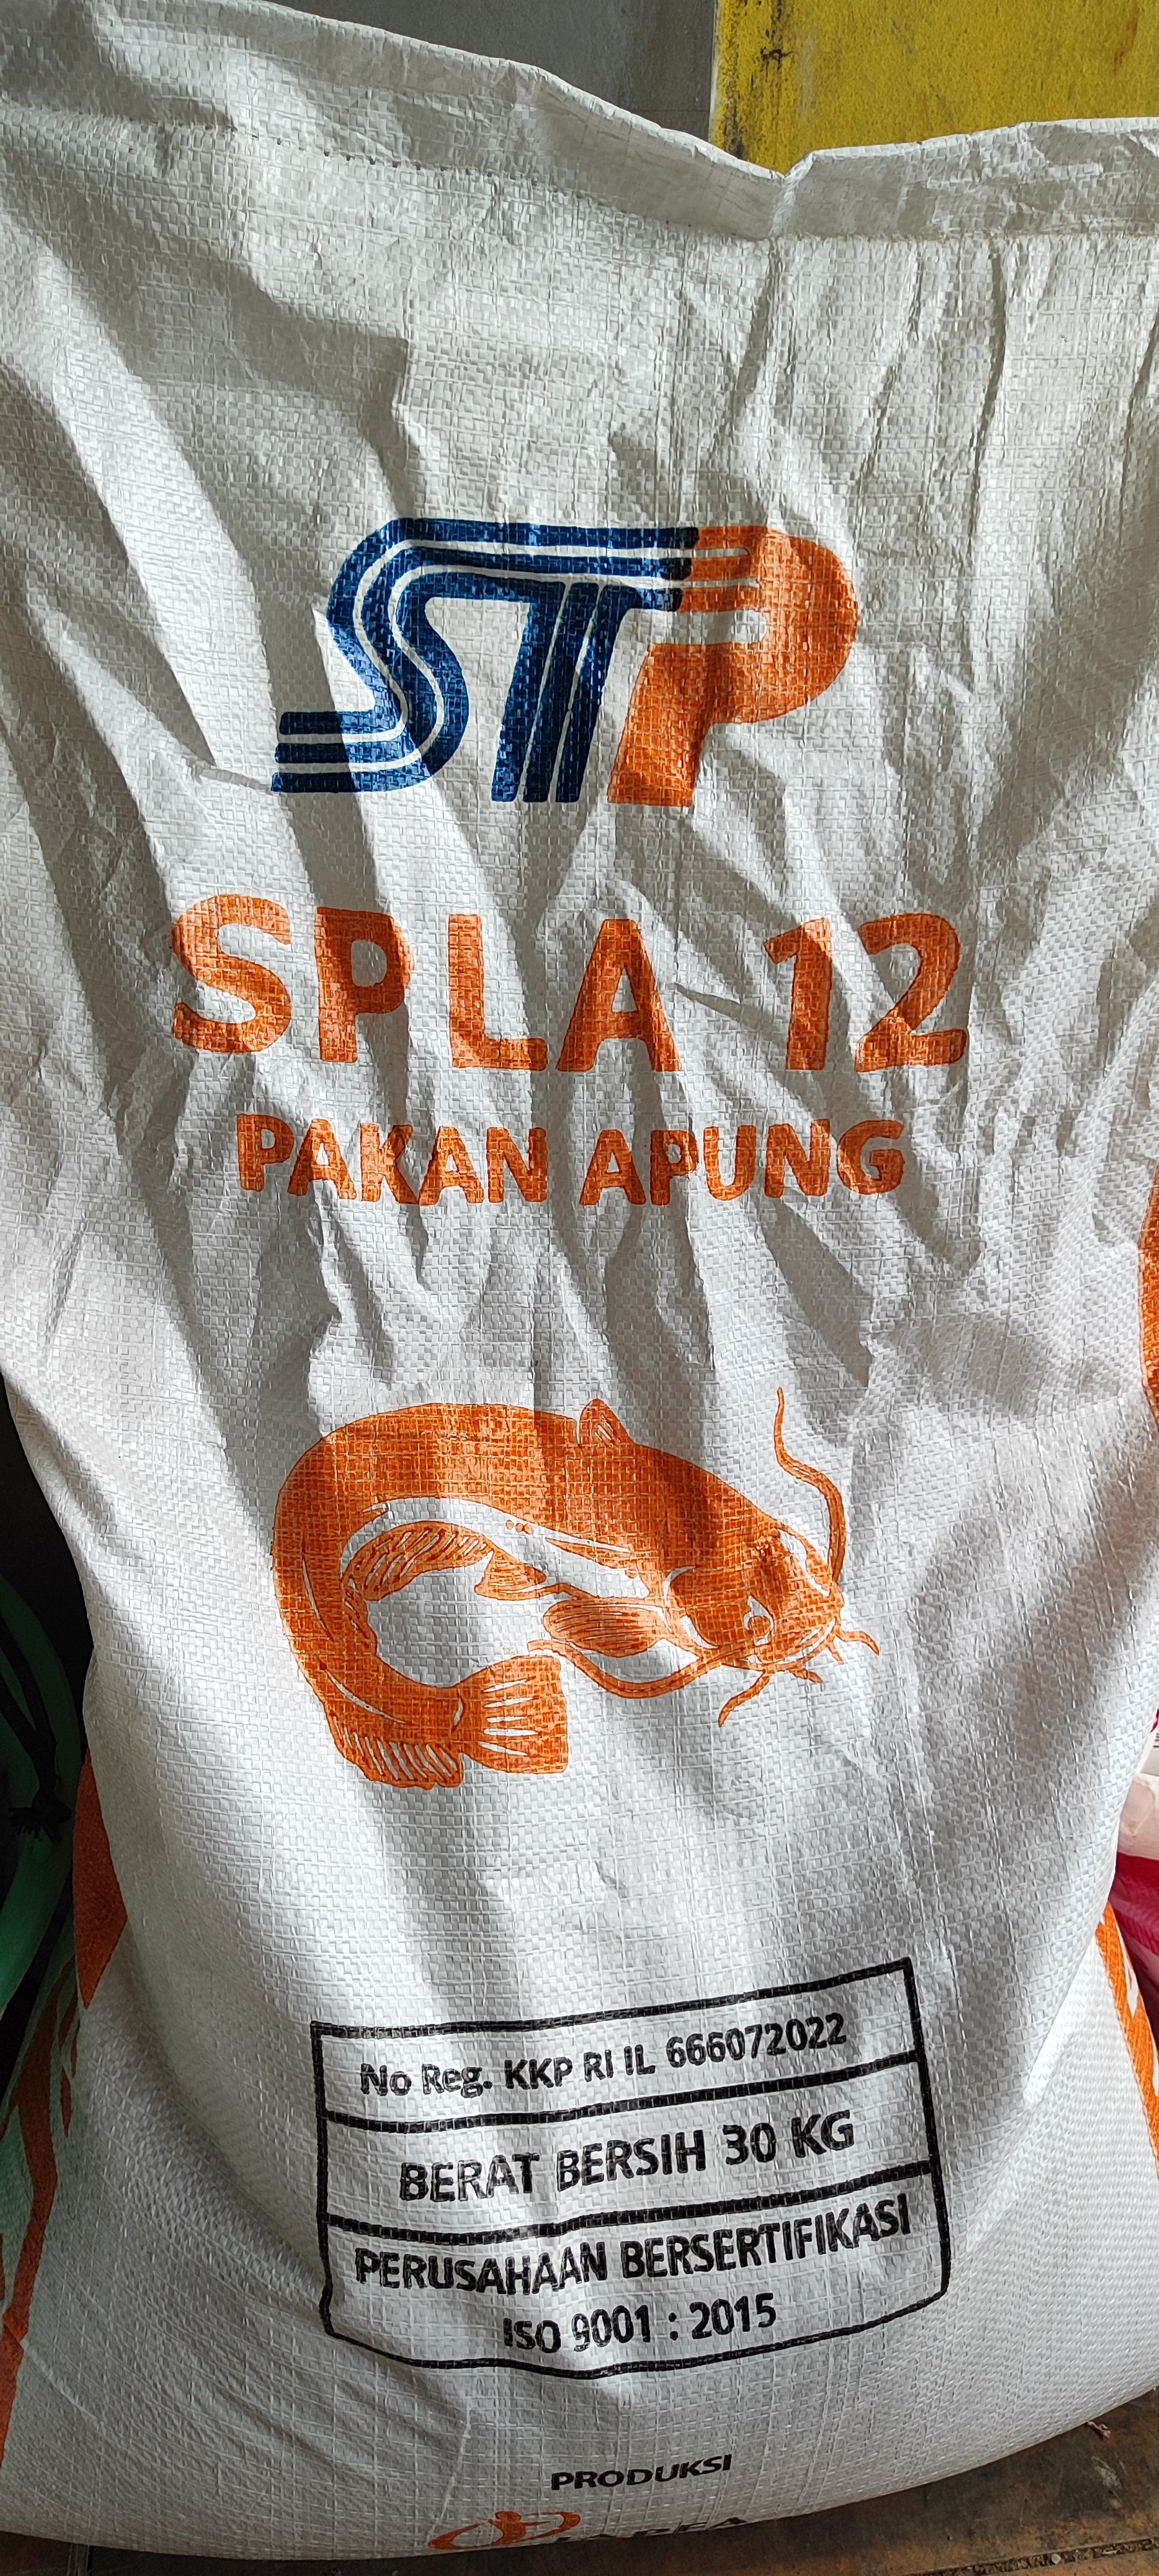 STP
SPLA 12
PAKAN APUNG
No Reg. KKP RI IL 666072022
BERAT BERSIH 30 KG
PERUSAHAAN BERSERTIFIKASI
ISO 9001 : 2015
PRODUKSI